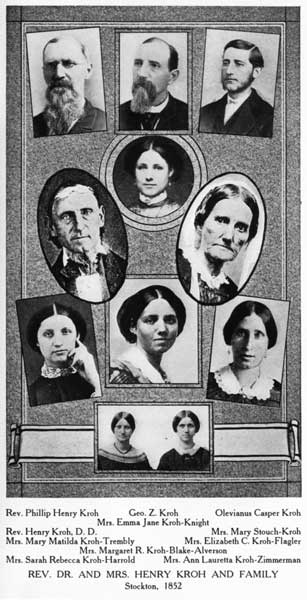 Rev. Phillip Henry Kroh Geo. Z. Kroh Olevianus Casper Kroh
Mrs. Emma Jane Kroh-Knight
Rev. Henry Kroh, D. D. Mrs. Mary Stouch-Kroh
Mrs. Mary Matilda Kroh-Trembly Mrs. Elizabeth C. Kroh-Flagler
Mrs. Margaret R. Kroh-Blake-Alverson
Mrs. Sarah Rebecca Kroh-Harrold Mrs. Ann Lauretta Kroh-Zimmerman
REV. DR. AND MRS. HENRY KROH AND FAMILY
Stockton, 1852